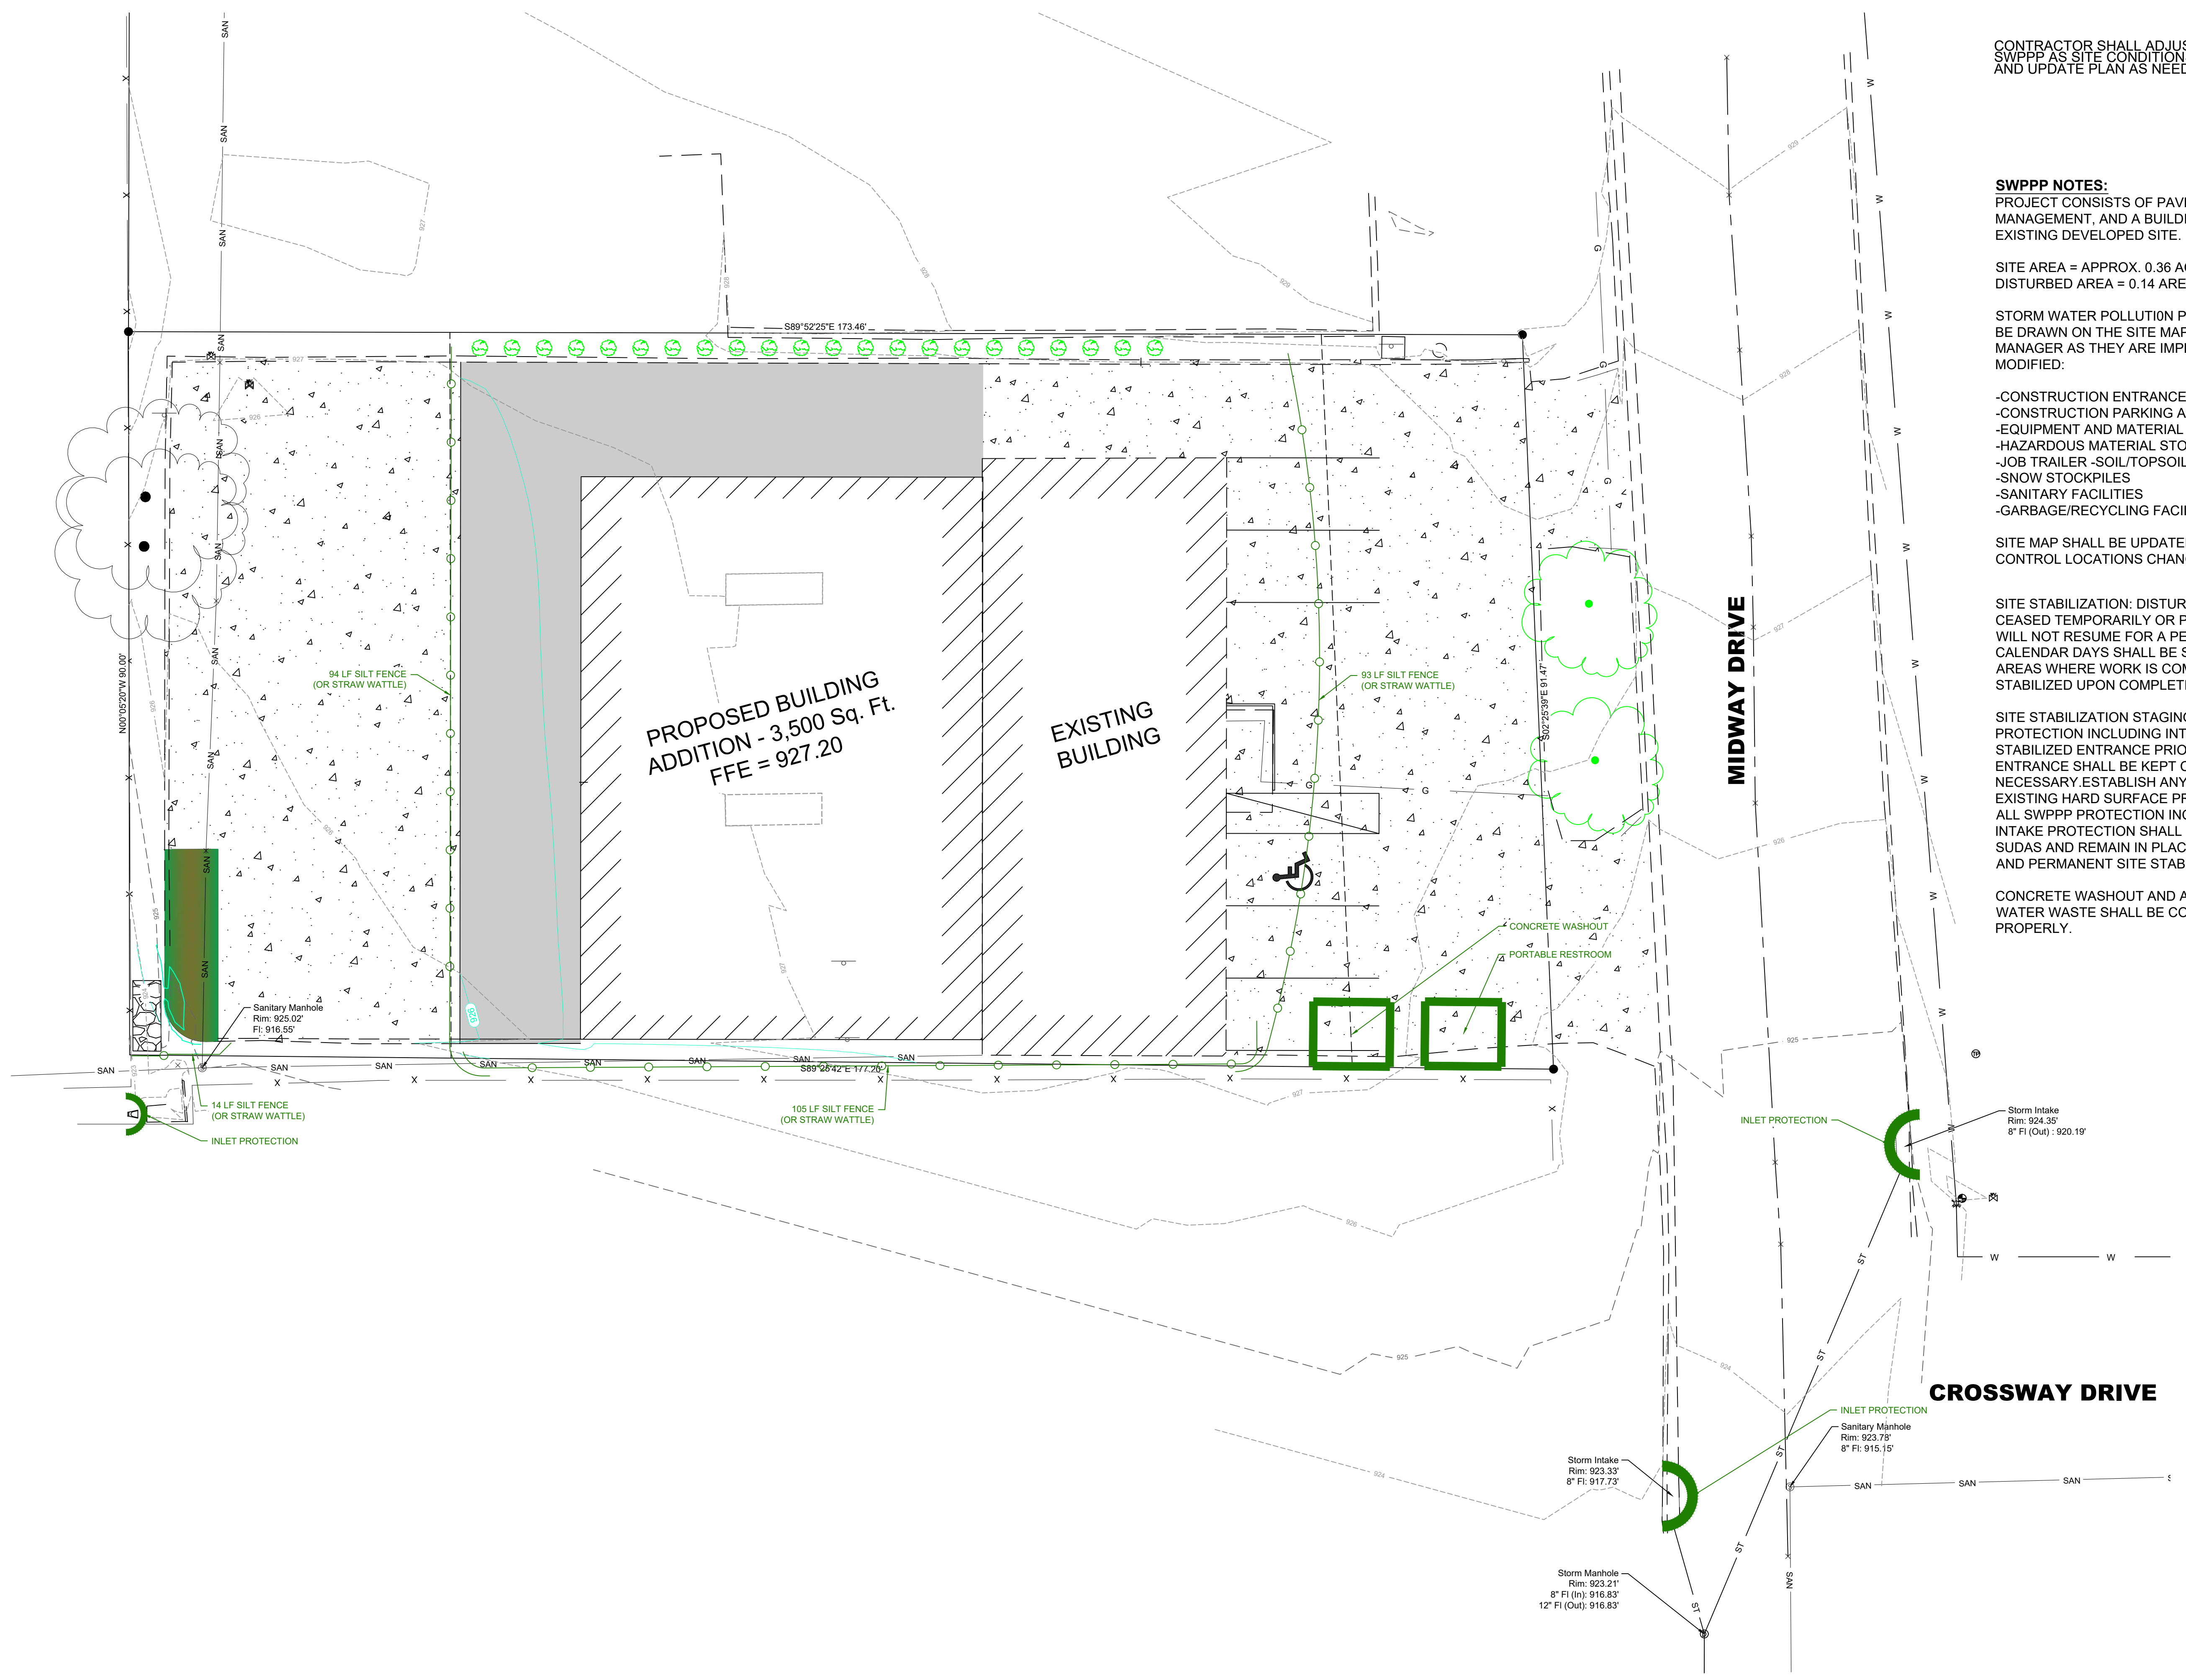 CONTRACTOR SHALL ADJUS
SWPPP AS SITE CONDITION
AND UPDATE PLAN AS NEED
SWPPP NOTES:
PROJECT CONSISTS OF PAVI
MANAGEMENT, AND A BUILDI
EXISTING DEVELOPED SITE.
SITE AREA = APPROX. 0.36 A
DISTURBED AREA = 0.14 ARE
STORM WATER POLLUTI0N P
BE DRAWN ON THE SITE MAP
MANAGER AS THEY ARE IMP
MODIFIED:
-CONSTRUCTION ENTRANCE
-CONSTRUCTION PARKING A
-EQUIPMENT AND MATERIAL
-HAZARDOUS MATERIAL STO
-JOB TRAILER -SOIL/TOPSOIL
-SNOW STOCKPILES
-SANITARY FACILITIES
-GARBAGE/RECYCLING FACIL
SITE MAP SHALL BE UPDATE
CONTROL LOCATIONS CHAN
SITE STABILIZATION: DISTUR
CEASED TEMPORARILY OR P
WILL NOT RESUME FOR A PE
CALENDAR DAYS SHALL BE S
AREAS WHERE WORK IS COM
STABILIZED UPON COMPLET
SITE STABILIZATION STAGING
PROTECTION INCLUDING INT
STABILIZED ENTRANCE PRIO
ENTRANCE SHALL BE KEPT C
NECESSARY.ESTABLISH ANY
EXISTING HARD SURFACE PR
ALL SWPPP PROTECTION INC
INTAKE PROTECTION SHALL
SUDAS AND REMAIN IN PLAC
AND PERMANENT SITE STAB
CONCRETE WASHOUT AND A
WATER WASTE SHALL BE CO
PROPERLY.
S89°52'25"E 173.46'
N00°05'20"W 90.00'
S02°25'39"E 91.47'
S89°25'42"E 177.20'
94 LF SILT FENCE
(OR STRAW WATTLE)
93 LF SILT FENCE
(OR STRAW WATTLE)
PROPOSED BUILDING
ADDITION - 3,500 Sq. Ft.
FFE = 927.20
EXISTING
BUILDING
MIDWAY DRIVE
CONCRETE WASHOUT
PORTABLE RESTROOM
Sanitary Manhole
Rim: 925.02'
Fl: 916.55'
14 LF SILT FENCE
(OR STRAW WATTLE)
INLET PROTECTION
105 LF SILT FENCE
(OR STRAW WATTLE)
INLET PROTECTION
Storm Intake
Rim: 924.35'
8" Fl (Out) : 920.19'
CROSSWAY DRIVE
INLET PROTECTION
Sanitary Manhole
Rim: 923.78'
8" Fl: 915.15'
Storm Intake
Rim: 923.33'
8" Fl: 917.73'
Storm Manhole
Rim: 923.21'
8" Fl (In): 916.83'
12" Fl (Out): 916.83'